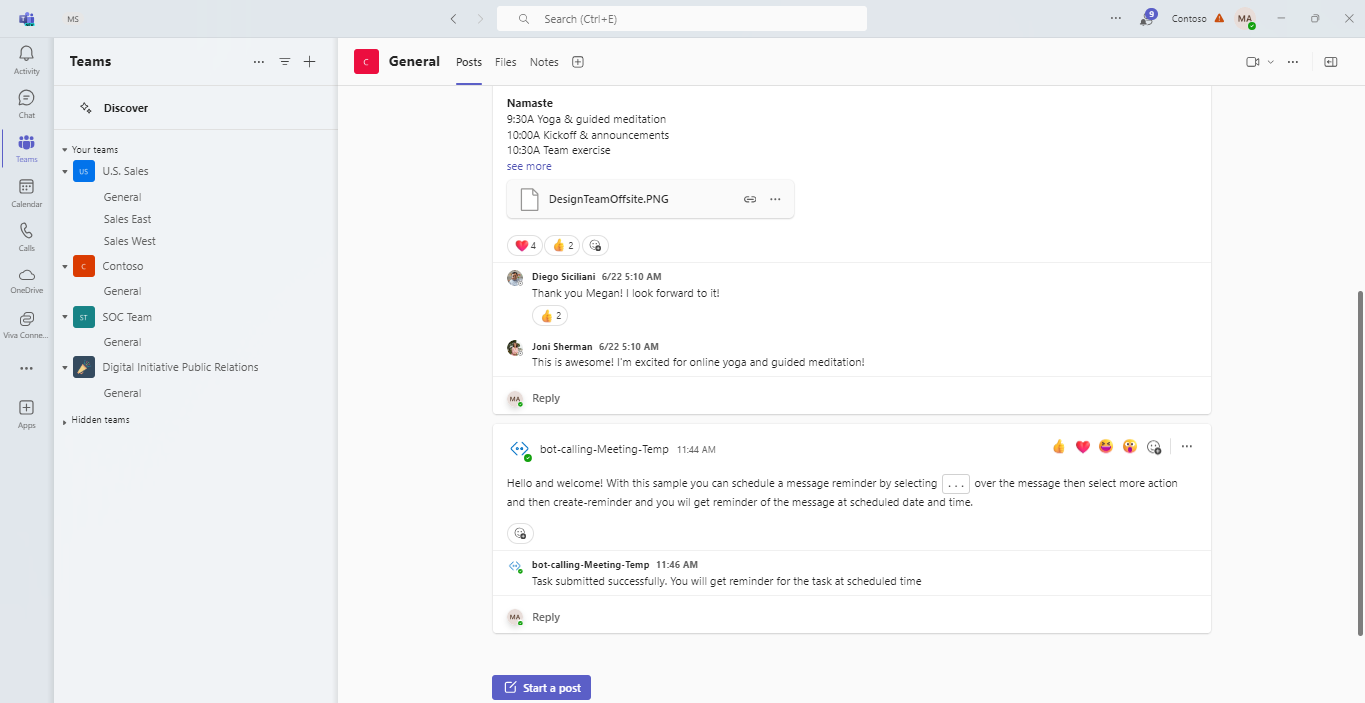 MS
Search (Ctrl+E)
9
Contoso
MA
Activity
Chat
Teams
Calendar
Calls
OneDrive
Viva Conne...
Apps
Teams
Discover
Your teams
US U.S. Sales
General
Sales East
Sales West
C Contoso
General
ST SOC Team
General
Digital Initiative Public Relations
General
Hidden teams
C General Posts Files Notes
Namaste
9:30A Yoga & guided meditation
10:00A Kickoff & announcements
10:30A Team exercise
see more
DesignTeamOffsite.PNG
4 2
Diego Siciliani 6/22 5:10 AM
Thank you Megan! I look forward to it!
2
Joni Sherman 6/22 5:10 AM
This is awesome! I'm excited for online yoga and guided meditation!
MA Reply
bot-calling-Meeting-Temp 11:44 AM
Hello and welcome! With this sample you can schedule a message reminder by selecting ... over the message then select more action
and then create-reminder and you wil get reminder of the message at scheduled date and time.
bot-calling-Meeting-Temp 11:46 AM
Task submitted successfully. You will get reminder for the task at scheduled time
MA Reply
Start a post